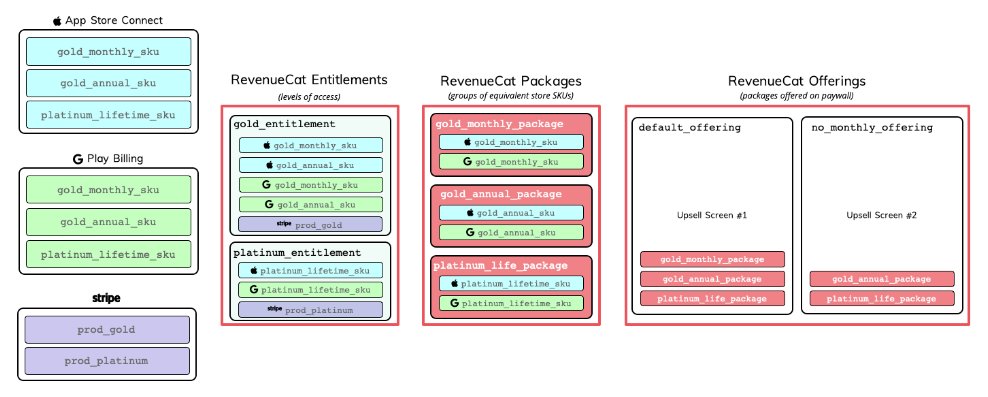 App Store Connect
gold_monthly_sku
gold_annual_sku
platinum_lifetime_sku
G Play Billing
gold_monthly_sku
gold_annual_sku
platinum_lifetime_sku
stripe
prod_gold
prod_platinum
RevenueCat Entitlements
(levels of access)
gold_entitlement
gold_monthly_sku
gold_annual_sku
G gold_monthly_sku
G gold_annual_sku
stripe prod_gold
platinum_entitlement
platinum_lifetime_sku
G platinum_lifetime_sku
stripe prod_platinum
RevenueCat Packages
(groups of equivalent store SKUs)
gold_monthly_package
gold_monthly_sku
G gold_monthly_sku
gold_annual_package
gold_annual_sku
G gold_annual_sku
platinum_life_package
platinum_lifetime_sku
G platinum_lifetime_sku
RevenueCat Offerings
(packages offered on paywall)
default_offering
Upsell Screen #1
gold_monthly_package
gold_annual_package
platinum_life_package
no_monthly_offering
Upsell Screen #2
gold_annual_package
platinum_life_package